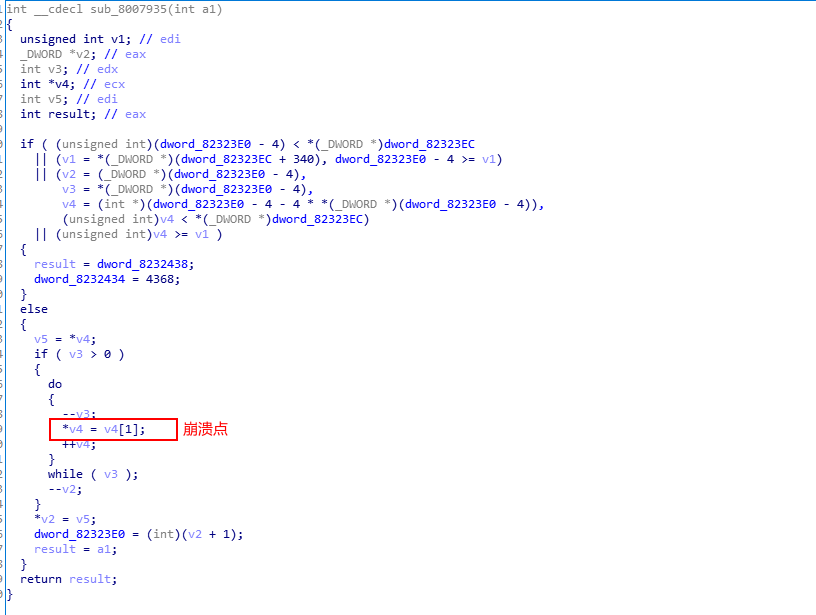 int __cdecl sub_8007935(int a1)
{
  unsigned int v1; // edi
  _DWORD *v2; // eax
  int v3; // edx
  int *v4; // ecx
  int v5; // edi
  int result; // eax

  if ( (unsigned int)(dword_82323E0 - 4) < *(_DWORD *)dword_82323EC
    || (v1 = *(_DWORD *)(dword_82323EC + 340), dword_82323E0 - 4 >= v1)
    || (v2 = (_DWORD *)(dword_82323E0 - 4),
        v3 = *(_DWORD *)(dword_82323E0 - 4),
        v4 = (int *)(dword_82323E0 - 4 - 4 * *(_DWORD *)(dword_82323E0 - 4)),
        (unsigned int)v4 < *(_DWORD *)dword_82323EC)
    || (unsigned int)v4 >= v1 )
  {
    result = dword_8232438;
    dword_8232434 = 4368;
  }
  else
  {
    v5 = *v4;
    if ( v3 > 0 )
    {
      do
      {
        --v3;
        *v4 = v4[1]; 崩溃点
        ++v4;
      }
      while ( v3 );
      --v2;
    }
    *v2 = v5;
    dword_82323E0 = (int)(v2 + 1);
    result = a1;
  }
  return result;
}